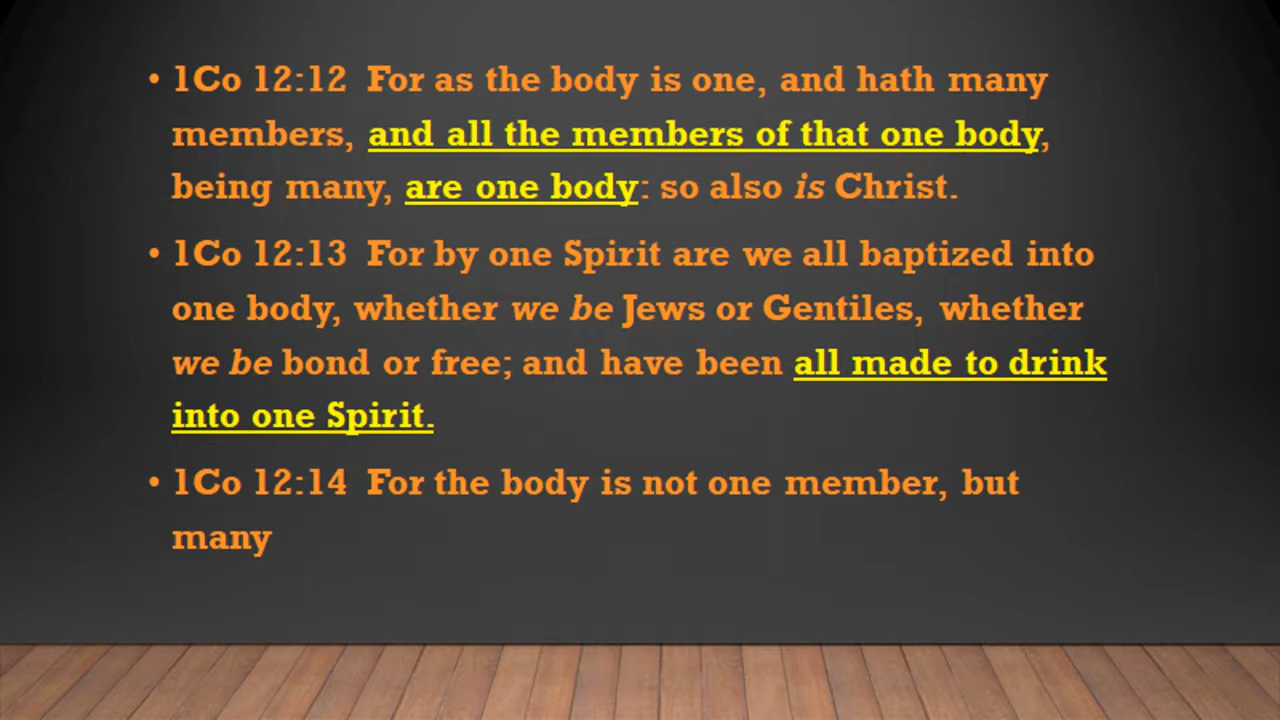 • 1Co 12:12  For as the body is one, and hath many
members, and all the members of that one body,
being many, are one body: so also is Christ.
• 1Co 12:13  For by one Spirit are we all baptized into
one body, whether we be Jews or Gentiles, whether
we be bond or free; and have been all made to drink
into one Spirit.
• 1Co 12:14  For the body is not one member, but
many